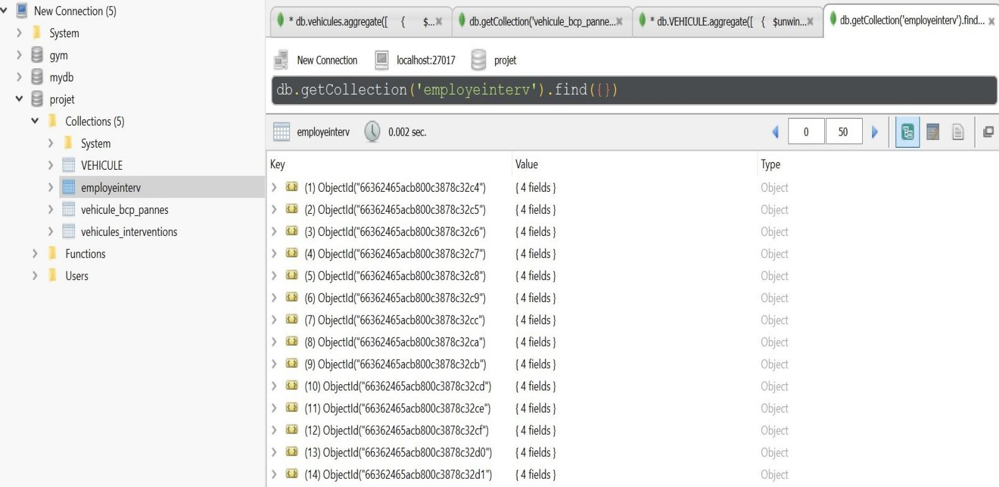 New Connection (5)
System
gym
mydb
projet
Collections (5)
System
VEHICULE
employeinterv
vehicule_bcp_pannes
vehicules_interventions
Functions
Users
* db.vehicules.aggregate([ { $...
db.getCollection('vehicule_bcp_panne...
* db.VEHICULE.aggregate([ { $unwin...
db.getCollection('employeinterv').find...
New Connection localhost:27017 projet
db.getCollection('employeinterv').find({})
employeinterv 0.002 sec. 0 50
Key Value Type
(1) ObjectId("66362465acb800c3878c32c4") { 4 fields } Object
(2) ObjectId("66362465acb800c3878c32c5") { 4 fields } Object
(3) ObjectId("66362465acb800c3878c32c6") { 4 fields } Object
(4) ObjectId("66362465acb800c3878c32c7") { 4 fields } Object
(5) ObjectId("66362465acb800c3878c32c8") { 4 fields } Object
(6) ObjectId("66362465acb800c3878c32c9") { 4 fields } Object
(7) ObjectId("66362465acb800c3878c32cc") { 4 fields } Object
(8) ObjectId("66362465acb800c3878c32ca") { 4 fields } Object
(9) ObjectId("66362465acb800c3878c32cb") { 4 fields } Object
(10) ObjectId("66362465acb800c3878c32cd") { 4 fields } Object
(11) ObjectId("66362465acb800c3878c32ce") { 4 fields } Object
(12) ObjectId("66362465acb800c3878c32cf") { 4 fields } Object
(13) ObjectId("66362465acb800c3878c32d0") { 4 fields } Object
(14) ObjectId("66362465acb800c3878c32d1") { 4 fields } Object